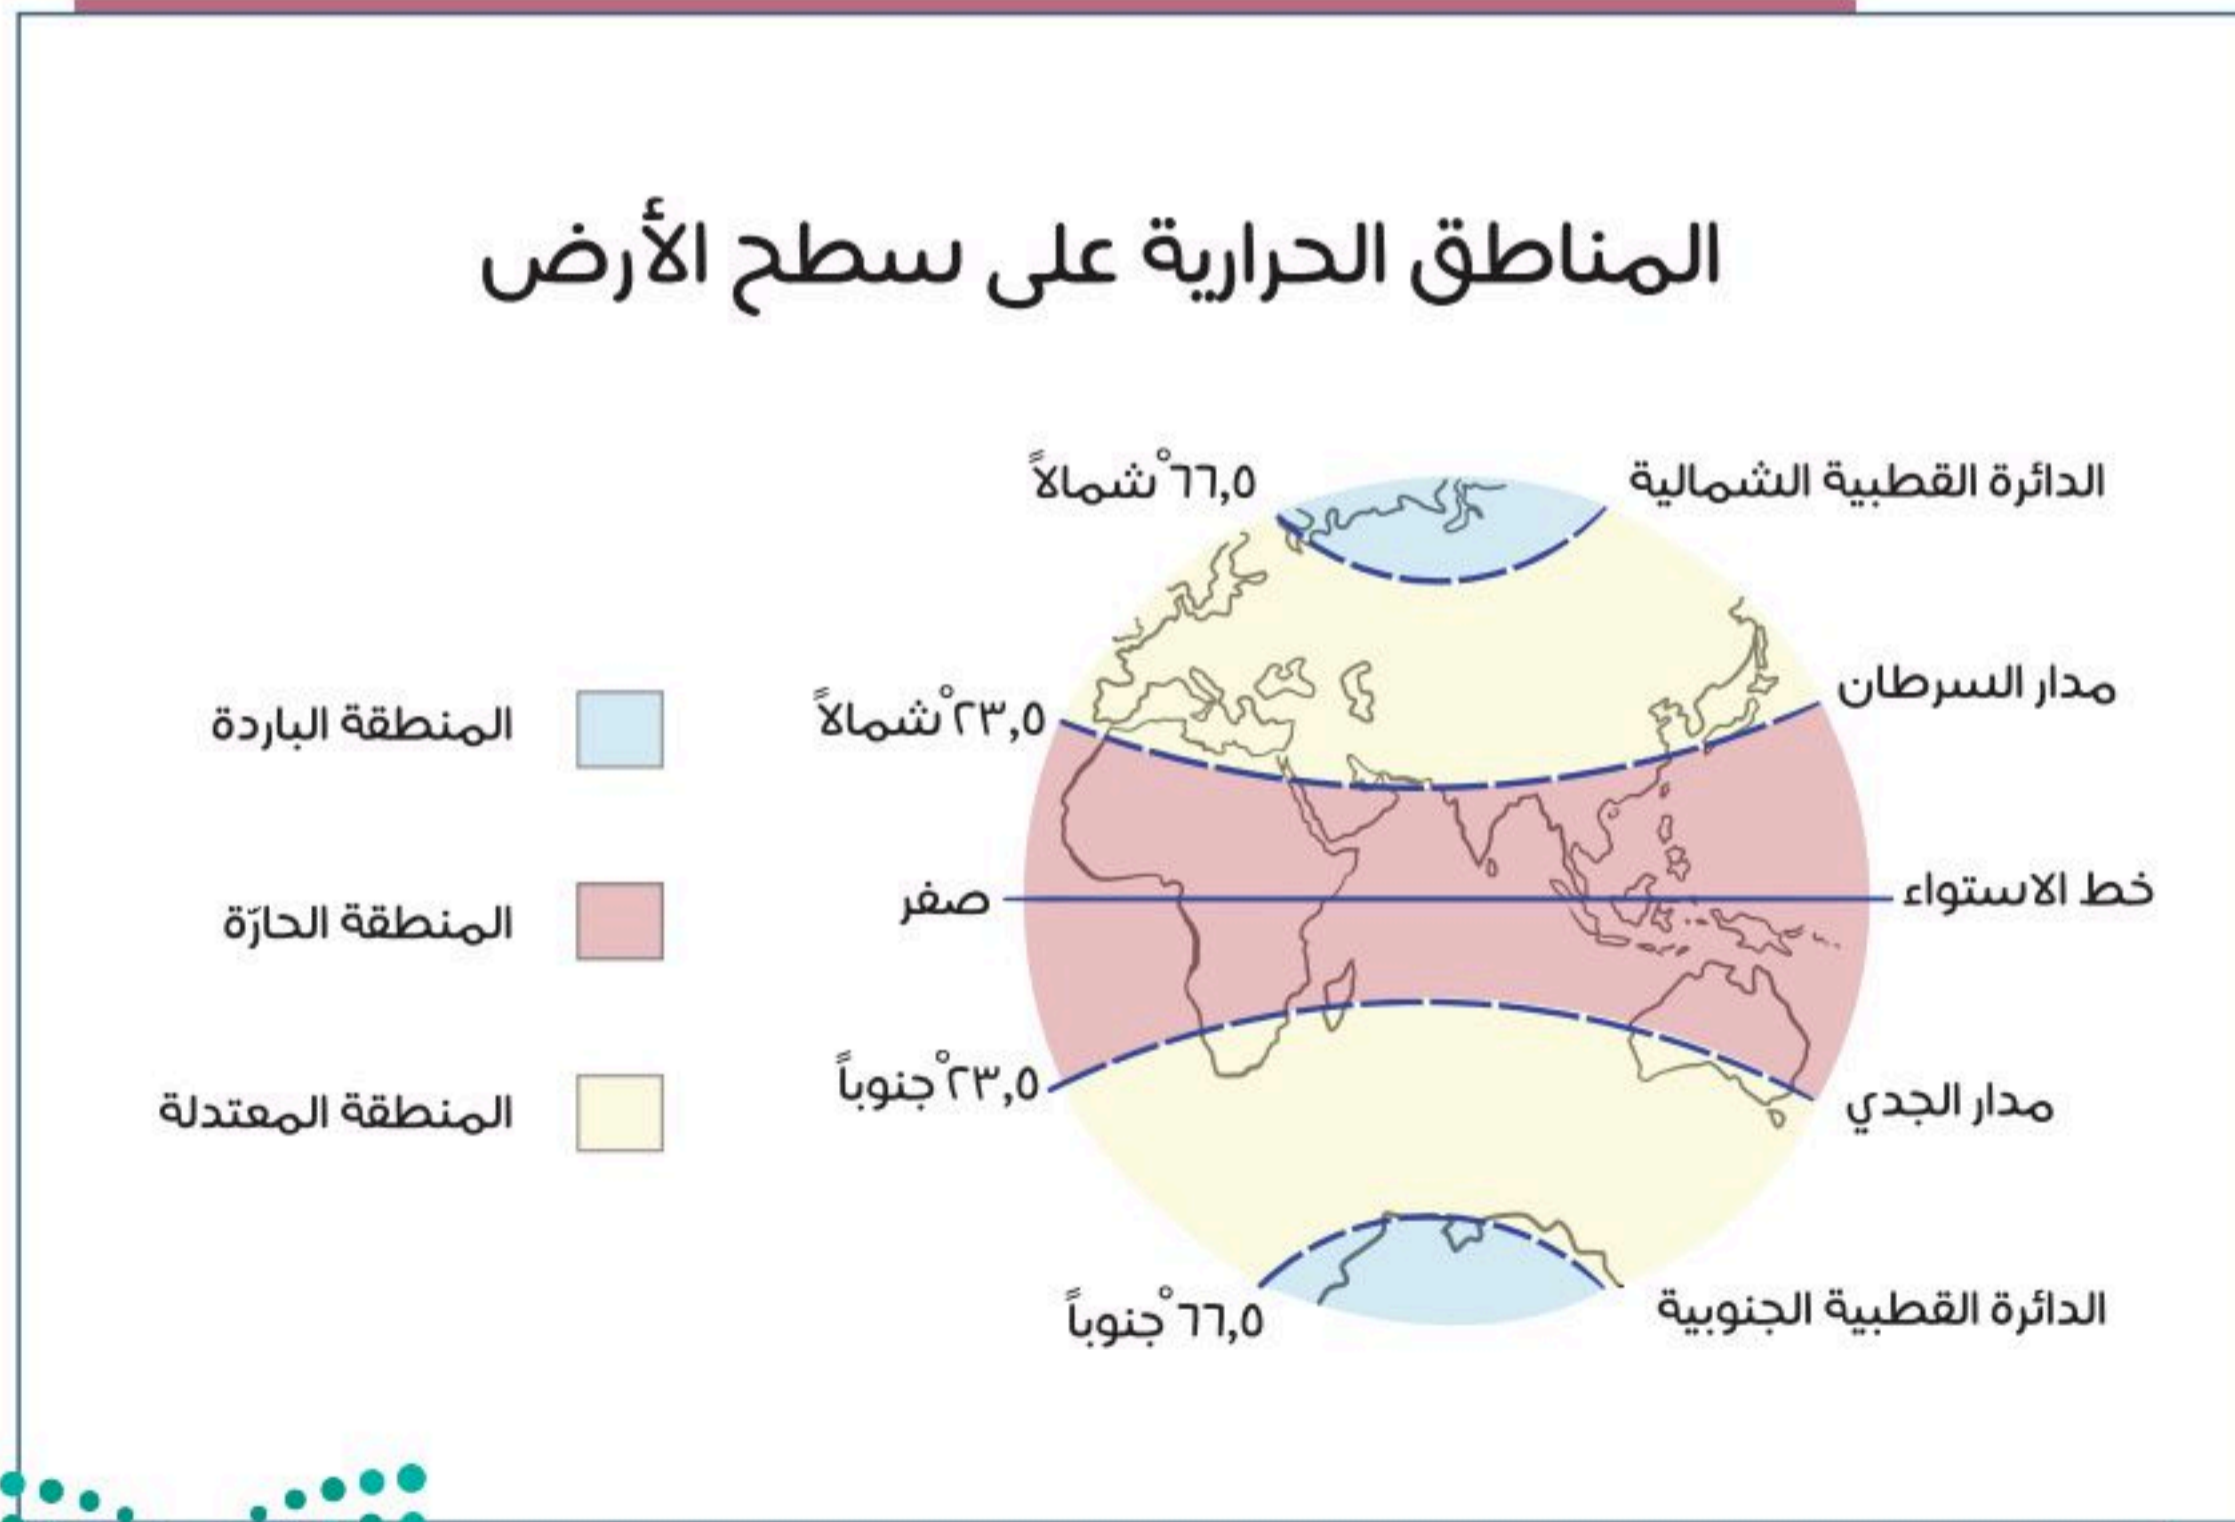 المناطق الحرارية على سطح الأرض
الدائرة القطبية الشمالية
٦٦,٥° شمالاً
مدار السرطان
٢٣,٥° شمالاً
خط الاستواء
صفر
مدار الجدي
٢٣,٥° جنوباً
الدائرة القطبية الجنوبية
٦٦,٥° جنوباً
المنطقة الباردة
المنطقة الحارّة
المنطقة المعتدلة